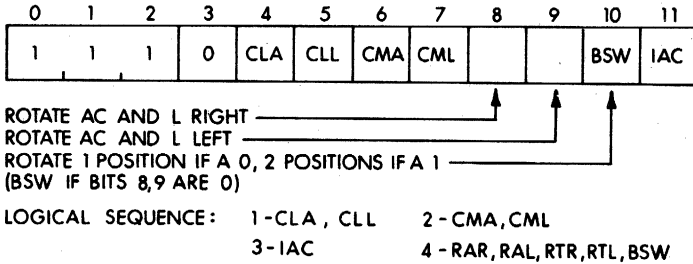 0 1 2 3 4 5 6 7 8 9 10 11
1 1 1 0 CLA CLL CMA CML BSW IAC
ROTATE AC AND L RIGHT
ROTATE AC AND L LEFT
ROTATE 1 POSITION IF A 0, 2 POSITIONS IF A 1
(BSW IF BITS 8,9 ARE 0)
LOGICAL SEQUENCE: 1-CLA, CLL 2-CMA, CML
3-IAC 4-RAR, RAL, RTR, RTL, BSW